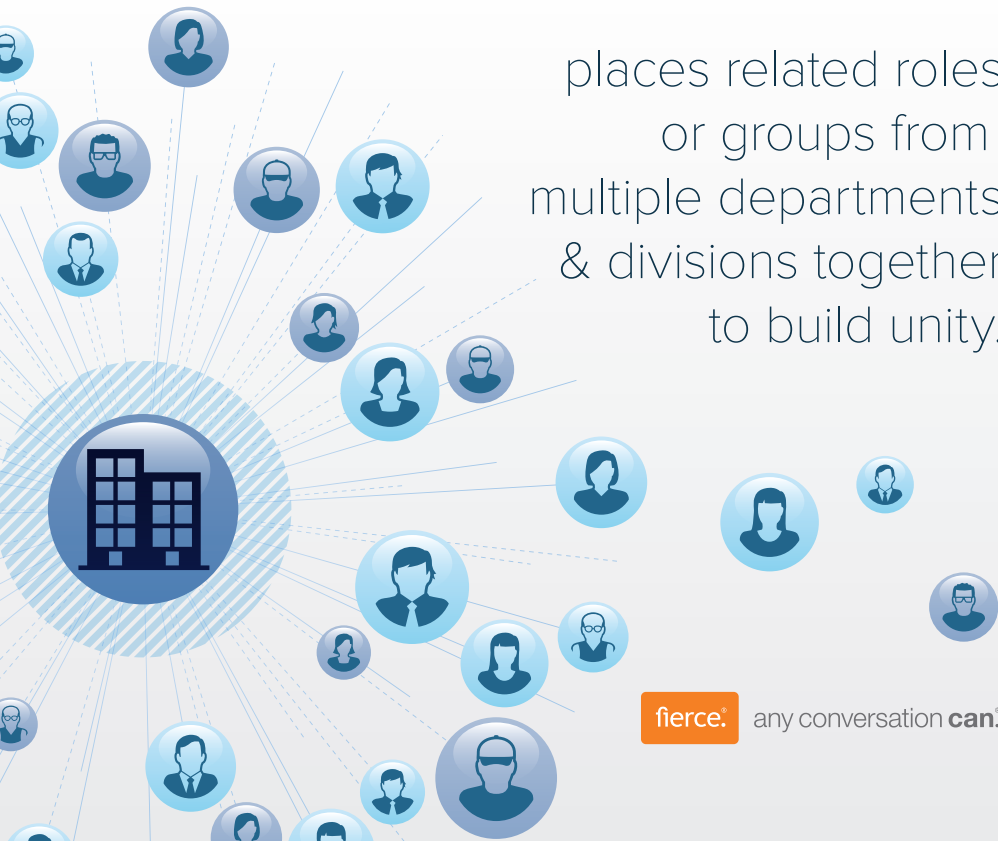 places related roles
or groups from
multiple departments
& divisions together
to build unity.
fierce.® any conversation can.®